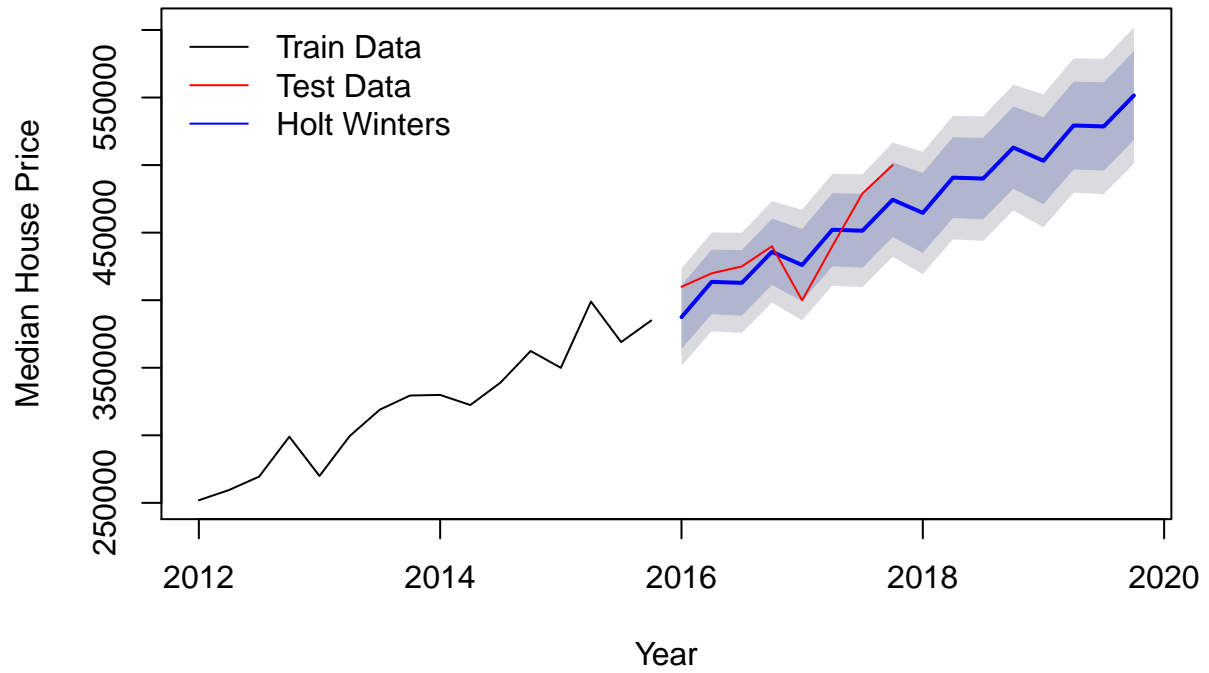 Train Data
Test Data
Holt Winters
Median House Price
550000
450000
350000
250000
2012 2014 2016 2018 2020
Year